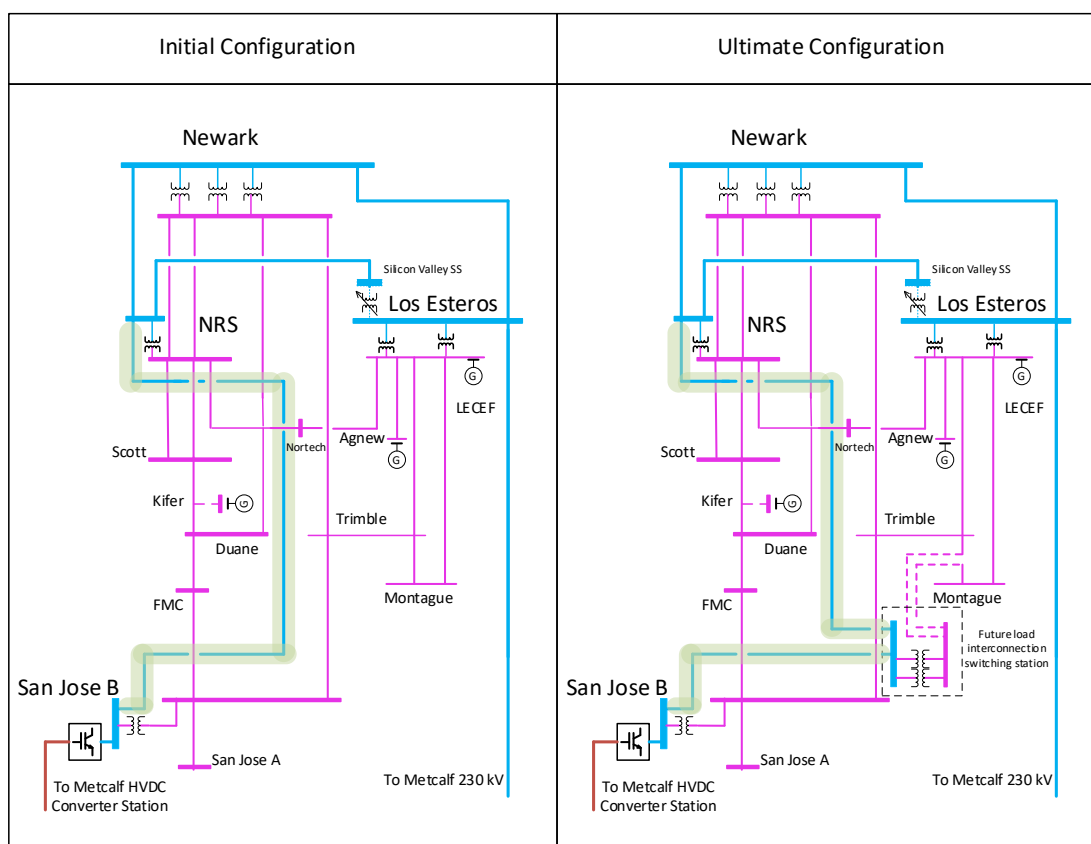 Initial Configuration
Newark
Silicon Valley SS
Los Esteros
NRS
G
LECEF
Agnew
Nortech
G
Scott
Kifer
G
Trimble
Duane
Montague
FMC
San Jose B
San Jose A
To Metcalf HVDC
Converter Station
To Metcalf 230 kV
Ultimate Configuration
Newark
Silicon Valley SS
Los Esteros
NRS
G
LECEF
Agnew
Nortech
G
Scott
Kifer
G
Trimble
Duane
Montague
FMC
Future load
interconnection
switching station
San Jose B
San Jose A
To Metcalf HVDC
Converter Station
To Metcalf 230 kV